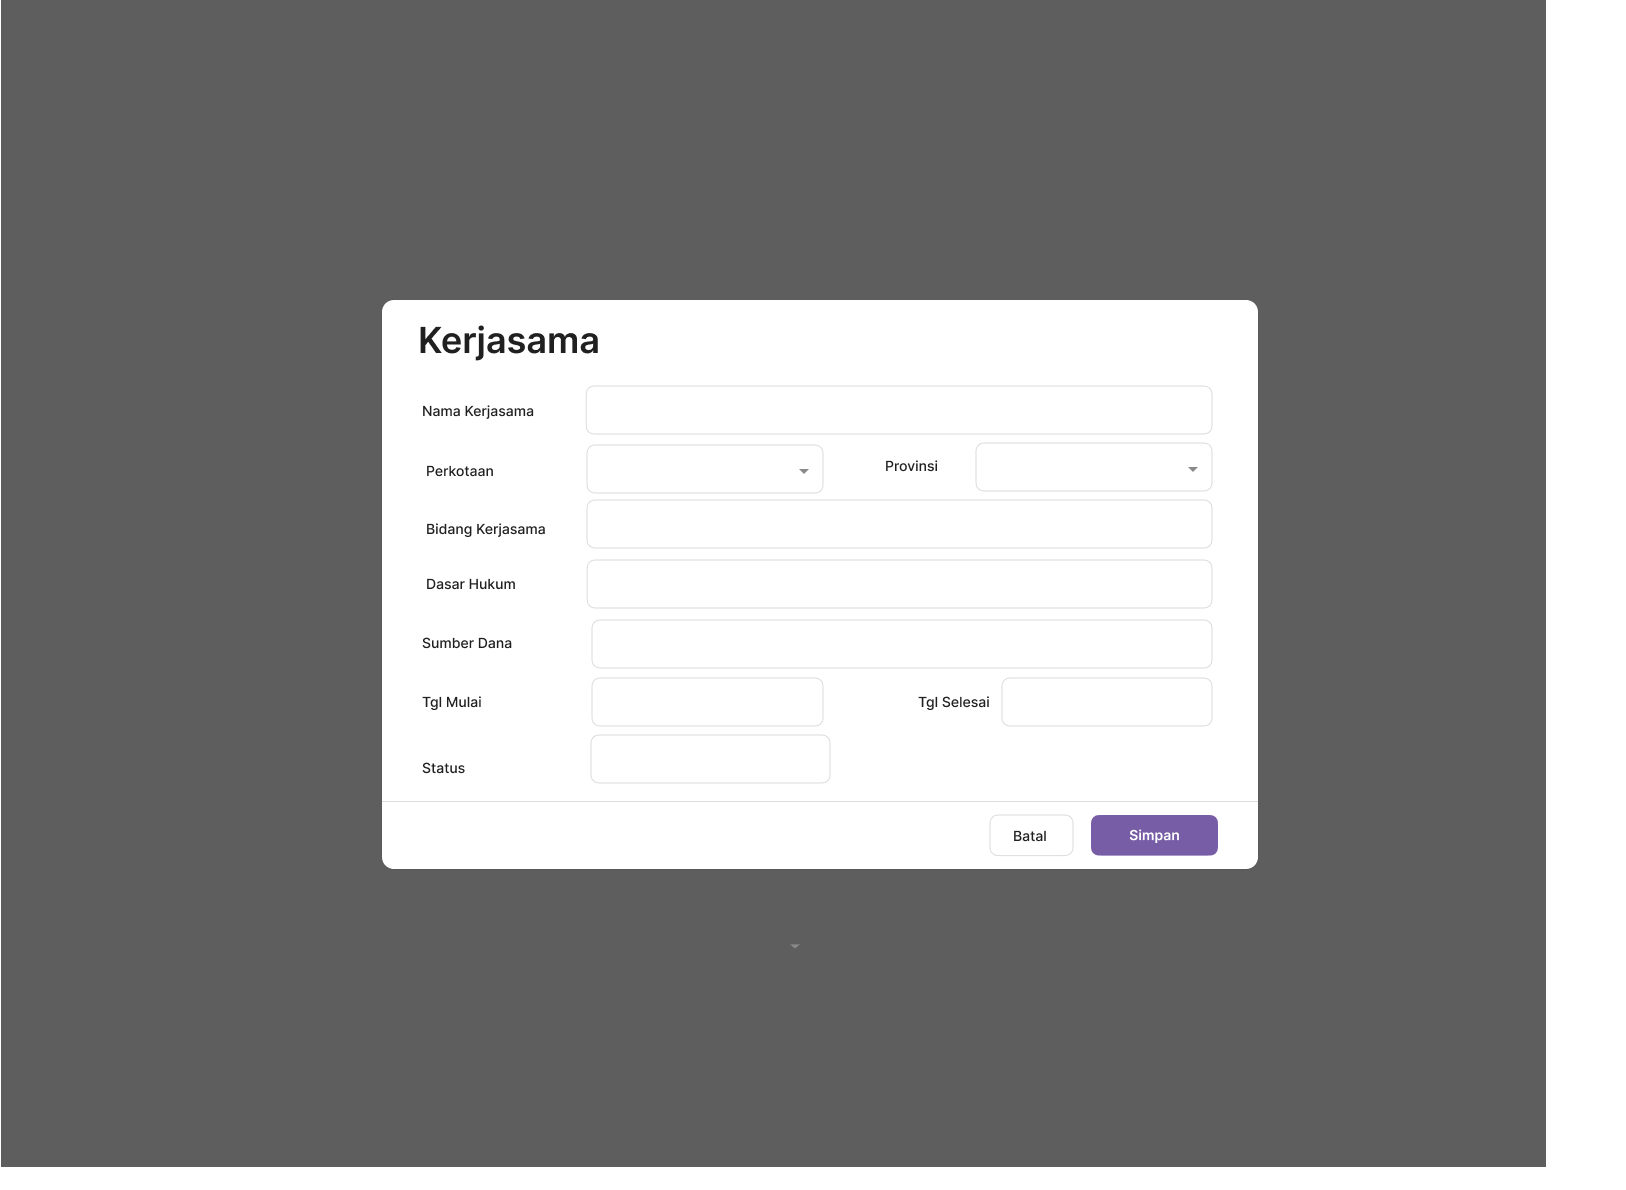 Kerjasama
Nama Kerjasama
Perkotaan
Provinsi
Bidang Kerjasama
Dasar Hukum
Sumber Dana
Tgl Mulai
Tgl Selesai
Status
Batal
Simpan